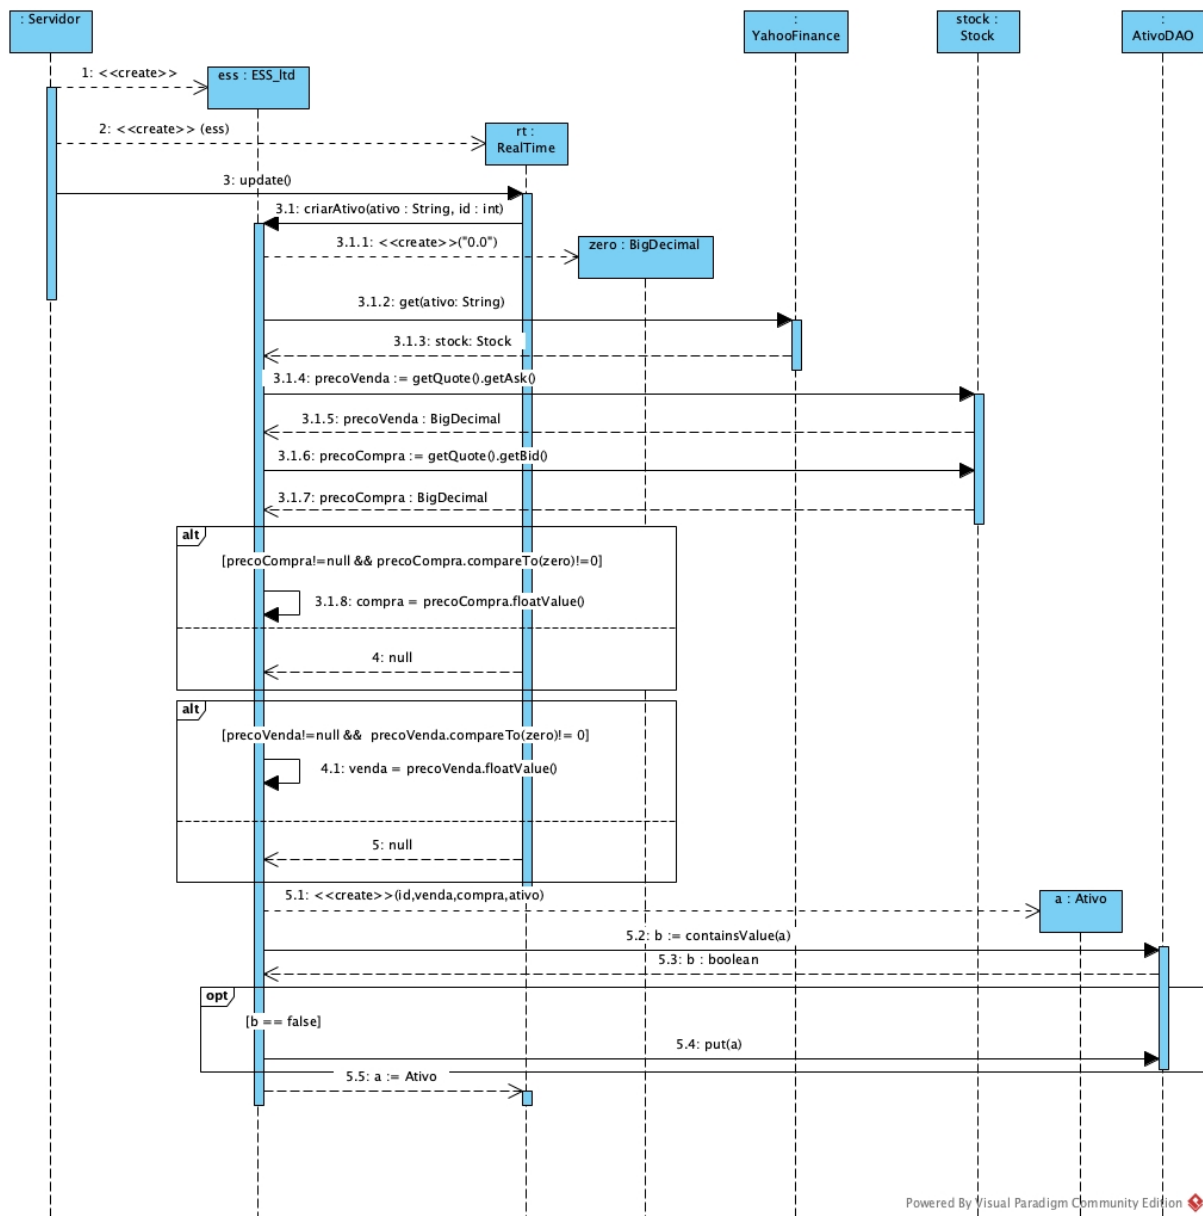 : Servidor
:
YahooFinance
stock :
Stock
:
AtivoDAO
1: <<create>>
ess : ESS_ltd
2: <<create>> (ess)
rt :
RealTime
3: update()
3.1: criarAtivo(ativo : String, id : int)
3.1.1: <<create>>("0.0")
zero : BigDecimal
3.1.2: get(ativo: String)
3.1.3: stock: Stock
3.1.4: precoVenda := getQuote().getAsk()
3.1.5: precoVenda : BigDecimal
3.1.6: precoCompra := getQuote().getBid()
3.1.7: precoCompra : BigDecimal
alt
[precoCompra!=null && precoCompra.compareTo(zero)!=0]
3.1.8: compra = precoCompra.floatValue()
4: null
alt
[precoVenda!=null &&  precoVenda.compareTo(zero)!= 0]
4.1: venda = precoVenda.floatValue()
5: null
5.1: <<create>>(id,venda,compra,ativo)
a : Ativo
5.2: b := containsValue(a)
5.3: b : boolean
opt
[b == false]
5.4: put(a)
5.5: a := Ativo
Powered By Visual Paradigm Community Edition